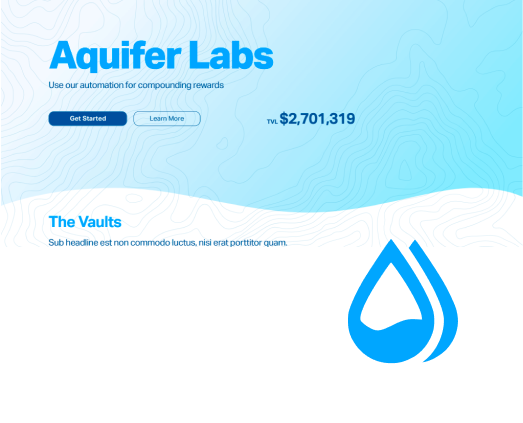 Aquifer Labs
Use our automation for compounding rewards
Get Started
Learn More
TVL $2,701,319
The Vaults
Sub headline est non commodo luctus, nisi erat porttitor quam.